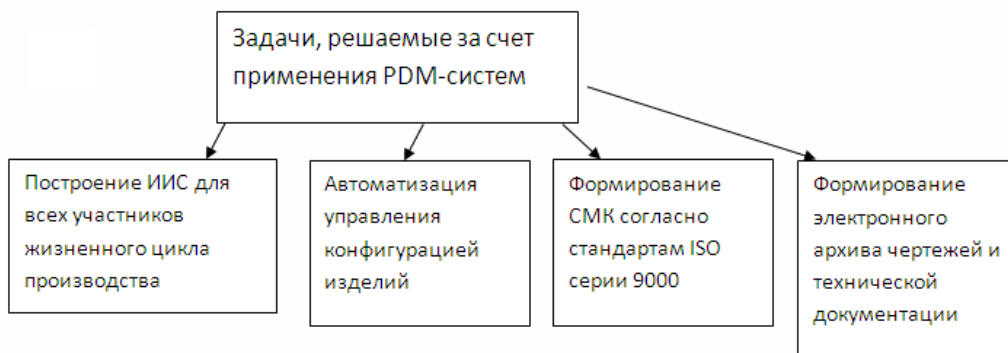 Задачи, решаемые за счет
применения PDM-систем
Построение ИИС для
всех участников
жизненного цикла
производства
Автоматизация
управления
конфигурацией
изделий
Формирование
СМК согласно
стандартам ISO
серии 9000
Формирование
электронного
архива чертежей и
технической
документации